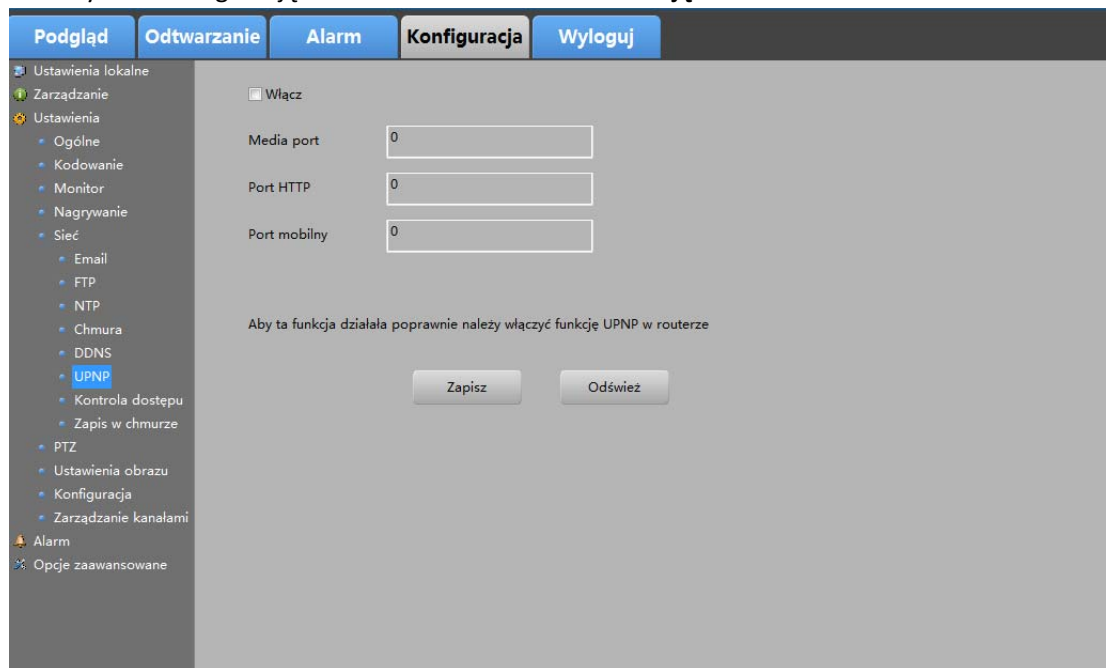 Podgląd
Odtwarzanie
Alarm
Konfiguracja
Wyloguj
Ustawienia lokalne
Zarządzanie
Ustawienia
Ogólne
Kodowanie
Monitor
Nagrywanie
Sieć
Email
FTP
NTP
Chmura
DDNS
UPNP
Kontrola dostępu
Zapis w chmurze
PTZ
Ustawienia obrazu
Konfiguracja
Zarządzanie kanałami
Alarm
Opcje zaawansowane
Włącz
Media port 0
Port HTTP 0
Port mobilny 0
Aby ta funkcja działała poprawnie należy włączyć funkcję UPNP w routerze
Zapisz
Odśwież